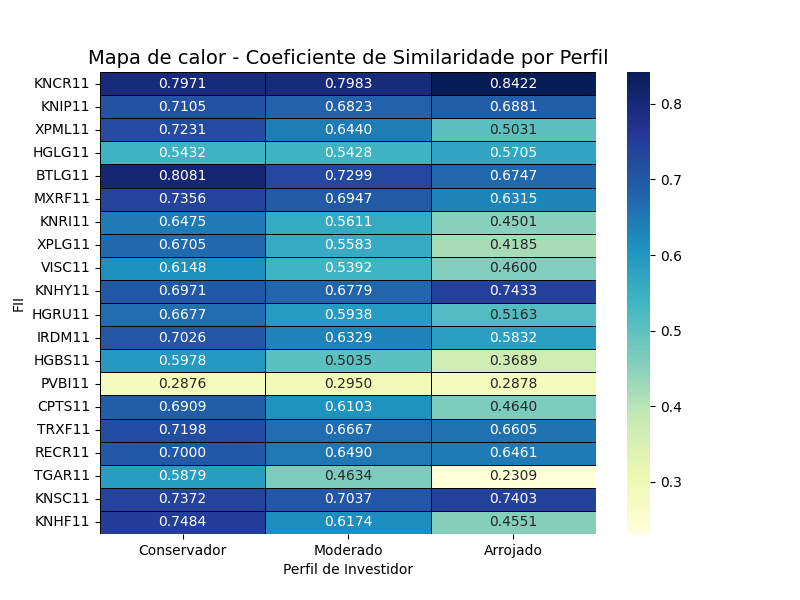 Mapa de calor - Coeficiente de Similaridade por Perfil
KNCR11 0.7971 0.7983 0.8422
KNIP11 0.7105 0.6823 0.6881
XPML11 0.7231 0.6440 0.5031
HGLG11 0.5432 0.5428 0.5705
BTLG11 0.8081 0.7299 0.6747
MXRF11 0.7356 0.6947 0.6315
KNRI11 0.6475 0.5611 0.4501
XPLG11 0.6705 0.5583 0.4185
VISC11 0.6148 0.5392 0.4600
KNHY11 0.6971 0.6779 0.7433
HGRU11 0.6677 0.5938 0.5163
IRDM11 0.7026 0.6329 0.5832
HGBS11 0.5978 0.5035 0.3689
PVBI11 0.2876 0.2950 0.2878
CPTS11 0.6909 0.6103 0.4640
TRXF11 0.7198 0.6667 0.6605
RECR11 0.7000 0.6490 0.6461
TGAR11 0.5879 0.4634 0.2309
KNSC11 0.7372 0.7037 0.7403
KNHF11 0.7484 0.6174 0.4551
Conservador Moderado Arrojado
Perfil de Investidor
FII
0.8
0.7
0.6
0.5
0.4
0.3